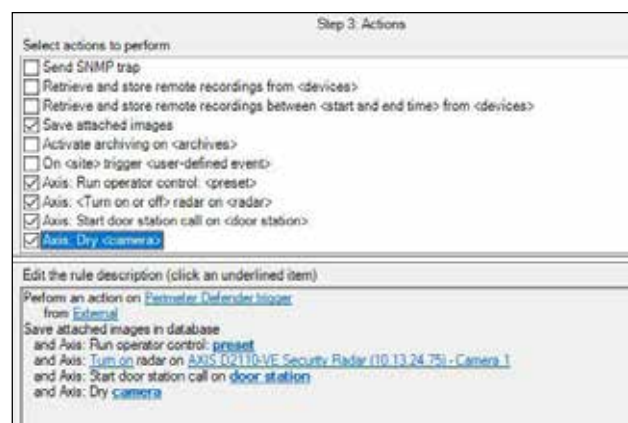 Step 3: Actions
Select actions to perform
Send SNMP trap
Retrieve and store remote recordings from <devices>
Retrieve and store remote recordings between <start and end time> from <devices>
Save attached images
Activate archiving on <archives>
On <site> trigger <user-defined event>
Axis: Run operator control: <preset>
Axis: <Turn on or off> radar on <radar>
Axis: Start door station call on <door station>
Axis: Dry <camera>
Edit the rule description (click an underlined item)
Perform an action on Perimeter Defender trigger
from External
Save attached images in database
and Axis: Run operator control: preset
and Axis: Turn on radar on AXIS D2110-VE Security Radar (10.13.24.75) - Camera 1
and Axis: Start door station call on door station
and Axis: Dry camera